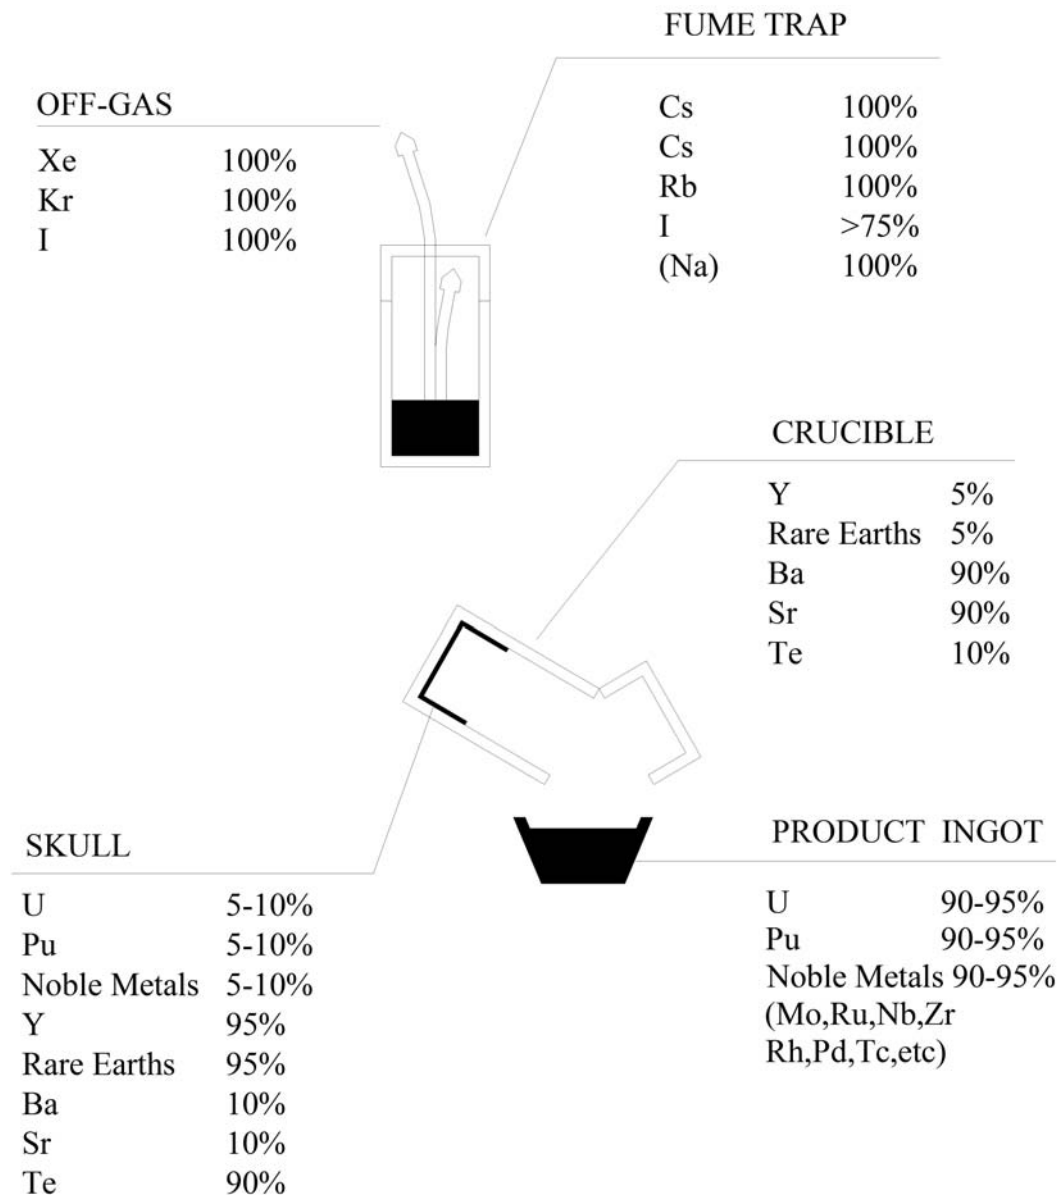 FUME TRAP
Cs 100%
Cs 100%
Rb 100%
I >75%
(Na) 100%
OFF-GAS
Xe 100%
Kr 100%
I 100%
CRUCIBLE
Y 5%
Rare Earths 5%
Ba 90%
Sr 90%
Te 10%
SKULL
U 5-10%
Pu 5-10%
Noble Metals 5-10%
Y 95%
Rare Earths 95%
Ba 10%
Sr 10%
Te 90%
PRODUCT INGOT
U 90-95%
Pu 90-95%
Noble Metals 90-95%
(Mo,Ru,Nb,Zr
Rh,Pd,Tc,etc)